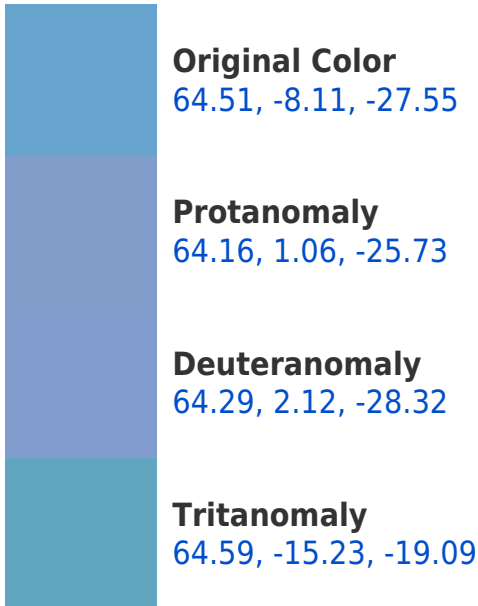 Original Color
64.51, -8.11, -27.55
Protanomaly
64.16, 1.06, -25.73
Deuteranomaly
64.29, 2.12, -28.32
Tritanomaly
64.59, -15.23, -19.09